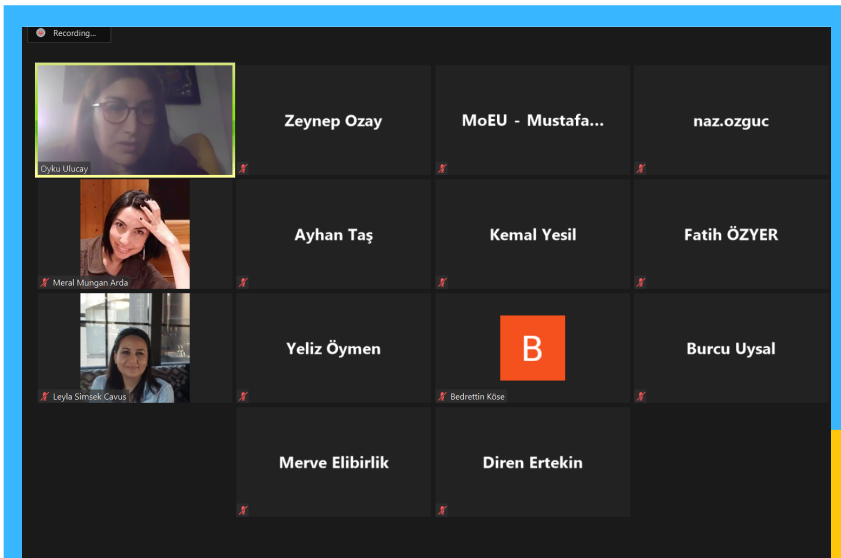 Recording...
Oyku Ulucay
Zeynep Ozay
MoEU - Mustafa...
naz.ozguc
Meral Mungan Arda
Ayhan Taş
Kemal Yesil
Fatih ÖZYER
Leyla Simsek Cavus
Yeliz Öymen
B
Bedrettin Köse
Burcu Uysal
Merve Elibirlik
Diren Ertekin